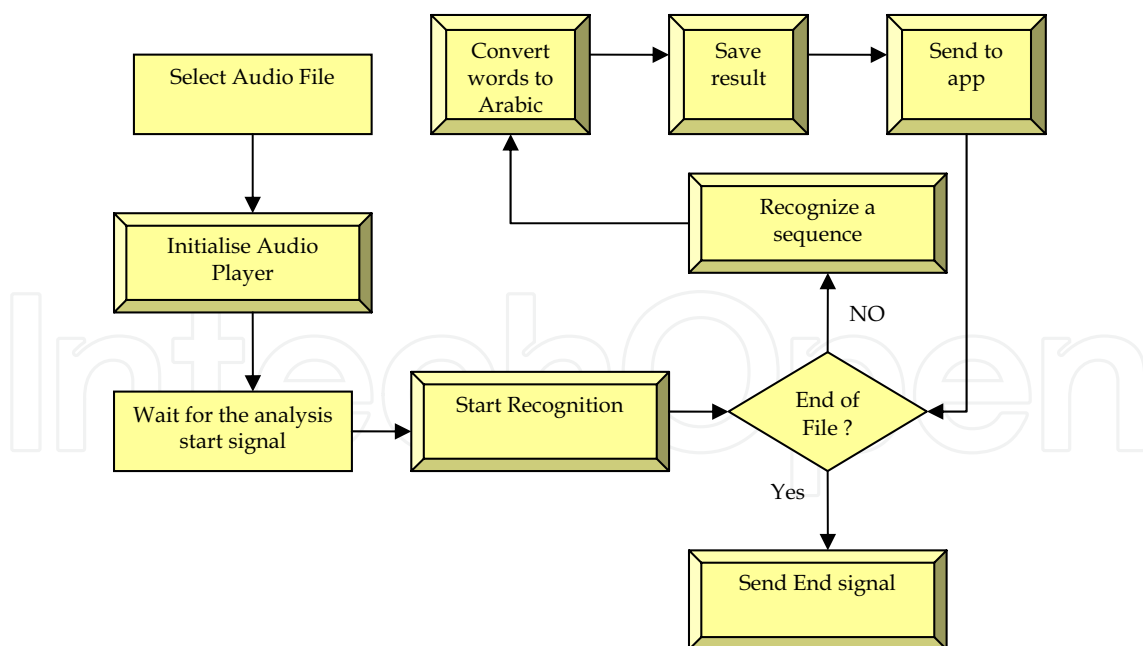 Select Audio File
Initialise Audio
Player
Wait for the analysis
start signal
Start Recognition
End of
File ?
NO
Recognize a
sequence
Convert
words to
Arabic
Save
result
Send to
app
Yes
Send End signal
IntechOpen